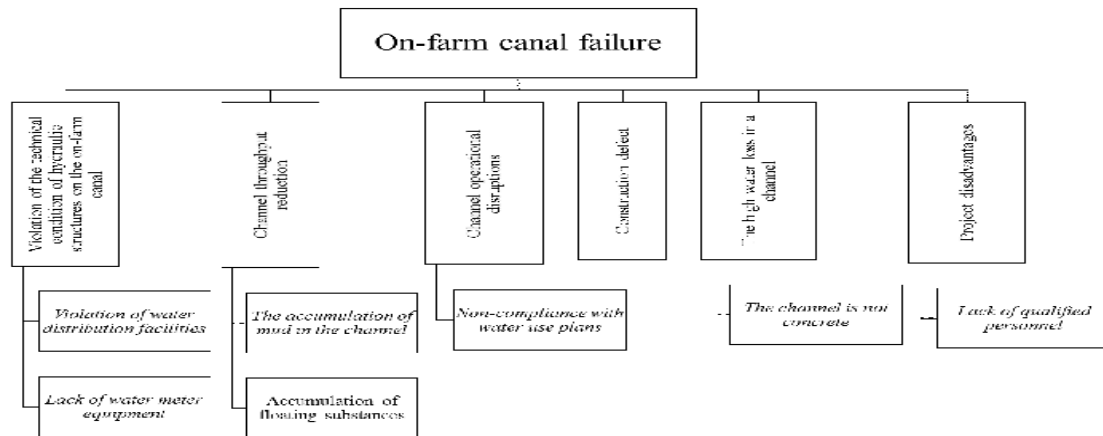 On-farm canal failure
Violation of the technical
condition of hydraulic
structures on the on-farm
canal
Channel throughput
reduction
Channel operational
disruptions
Construction defect
The high water loss in a
channel
Project disadvantages
Violation of water
distribution facilities
The accumulation of
mud in the channel
Non-compliance with
water use plans
The channel is not
concrete
Lack of qualified
personnel
Lack of water meter
equipment
Accumulation of
floating substances